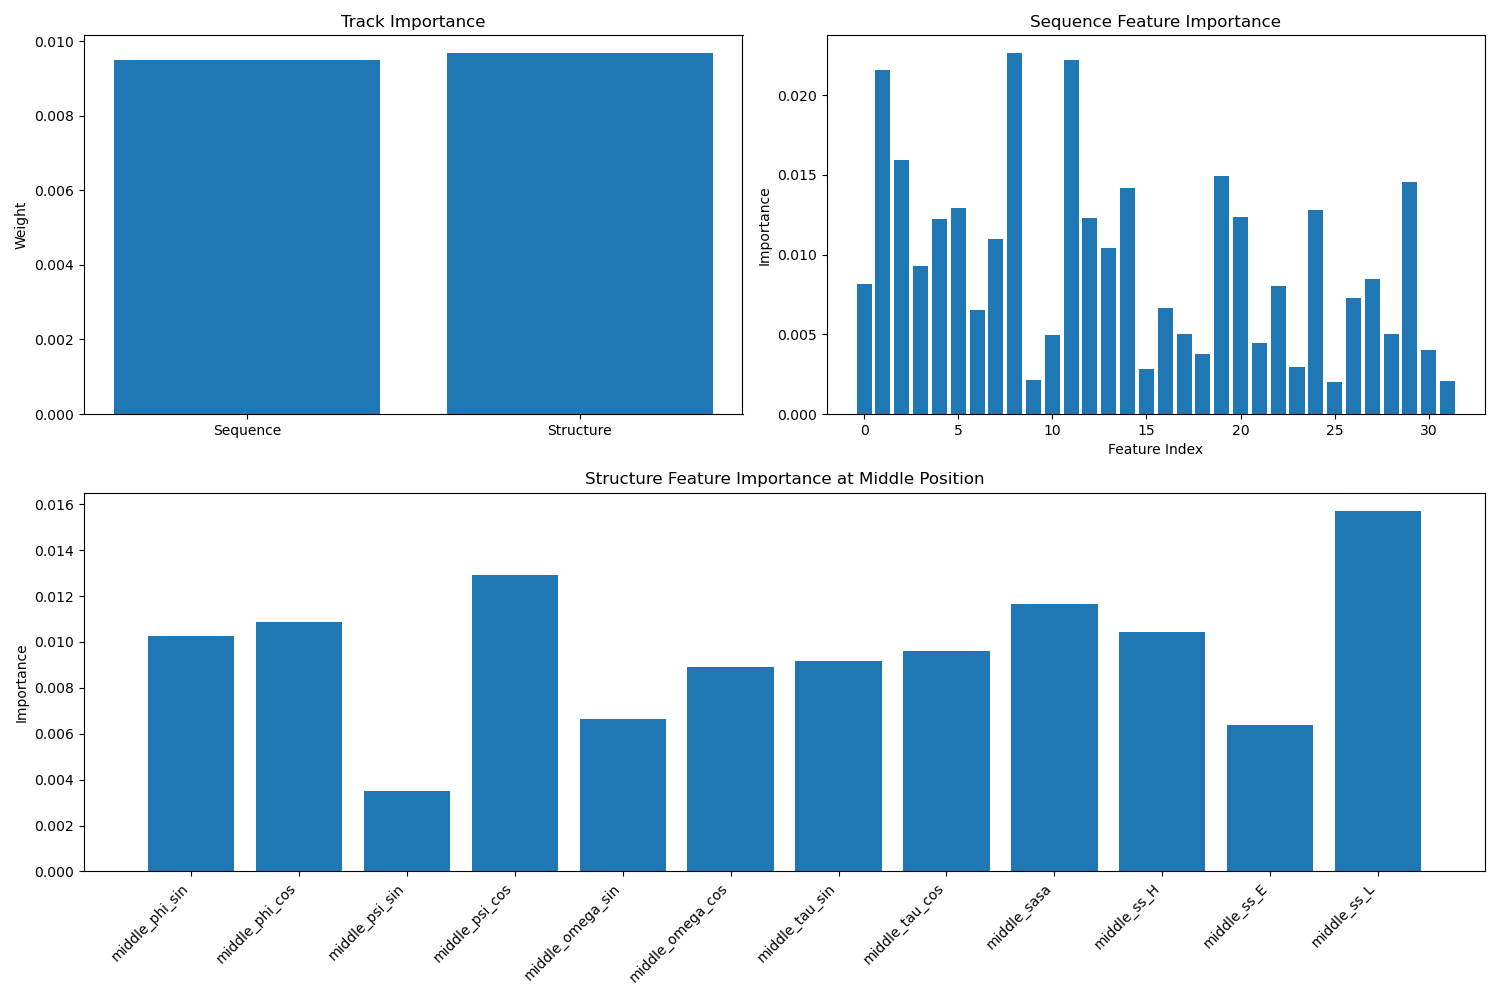 Track Importance
0.010
0.008
0.006
0.004
0.002
0.000
Weight
Sequence
Structure
Sequence Feature Importance
0.020
0.015
0.010
0.005
0.000
Importance
0 5 10 15 20 25 30
Feature Index
Structure Feature Importance at Middle Position
0.016
0.014
0.012
0.010
0.008
0.006
0.004
0.002
0.000
Importance
middle_phi_sin
middle_phi_cos
middle_psi_sin
middle_psi_cos
middle_omega_sin
middle_omega_cos
middle_tau_sin
middle_tau_cos
middle_sasa
middle_ss_H
middle_ss_E
middle_ss_L